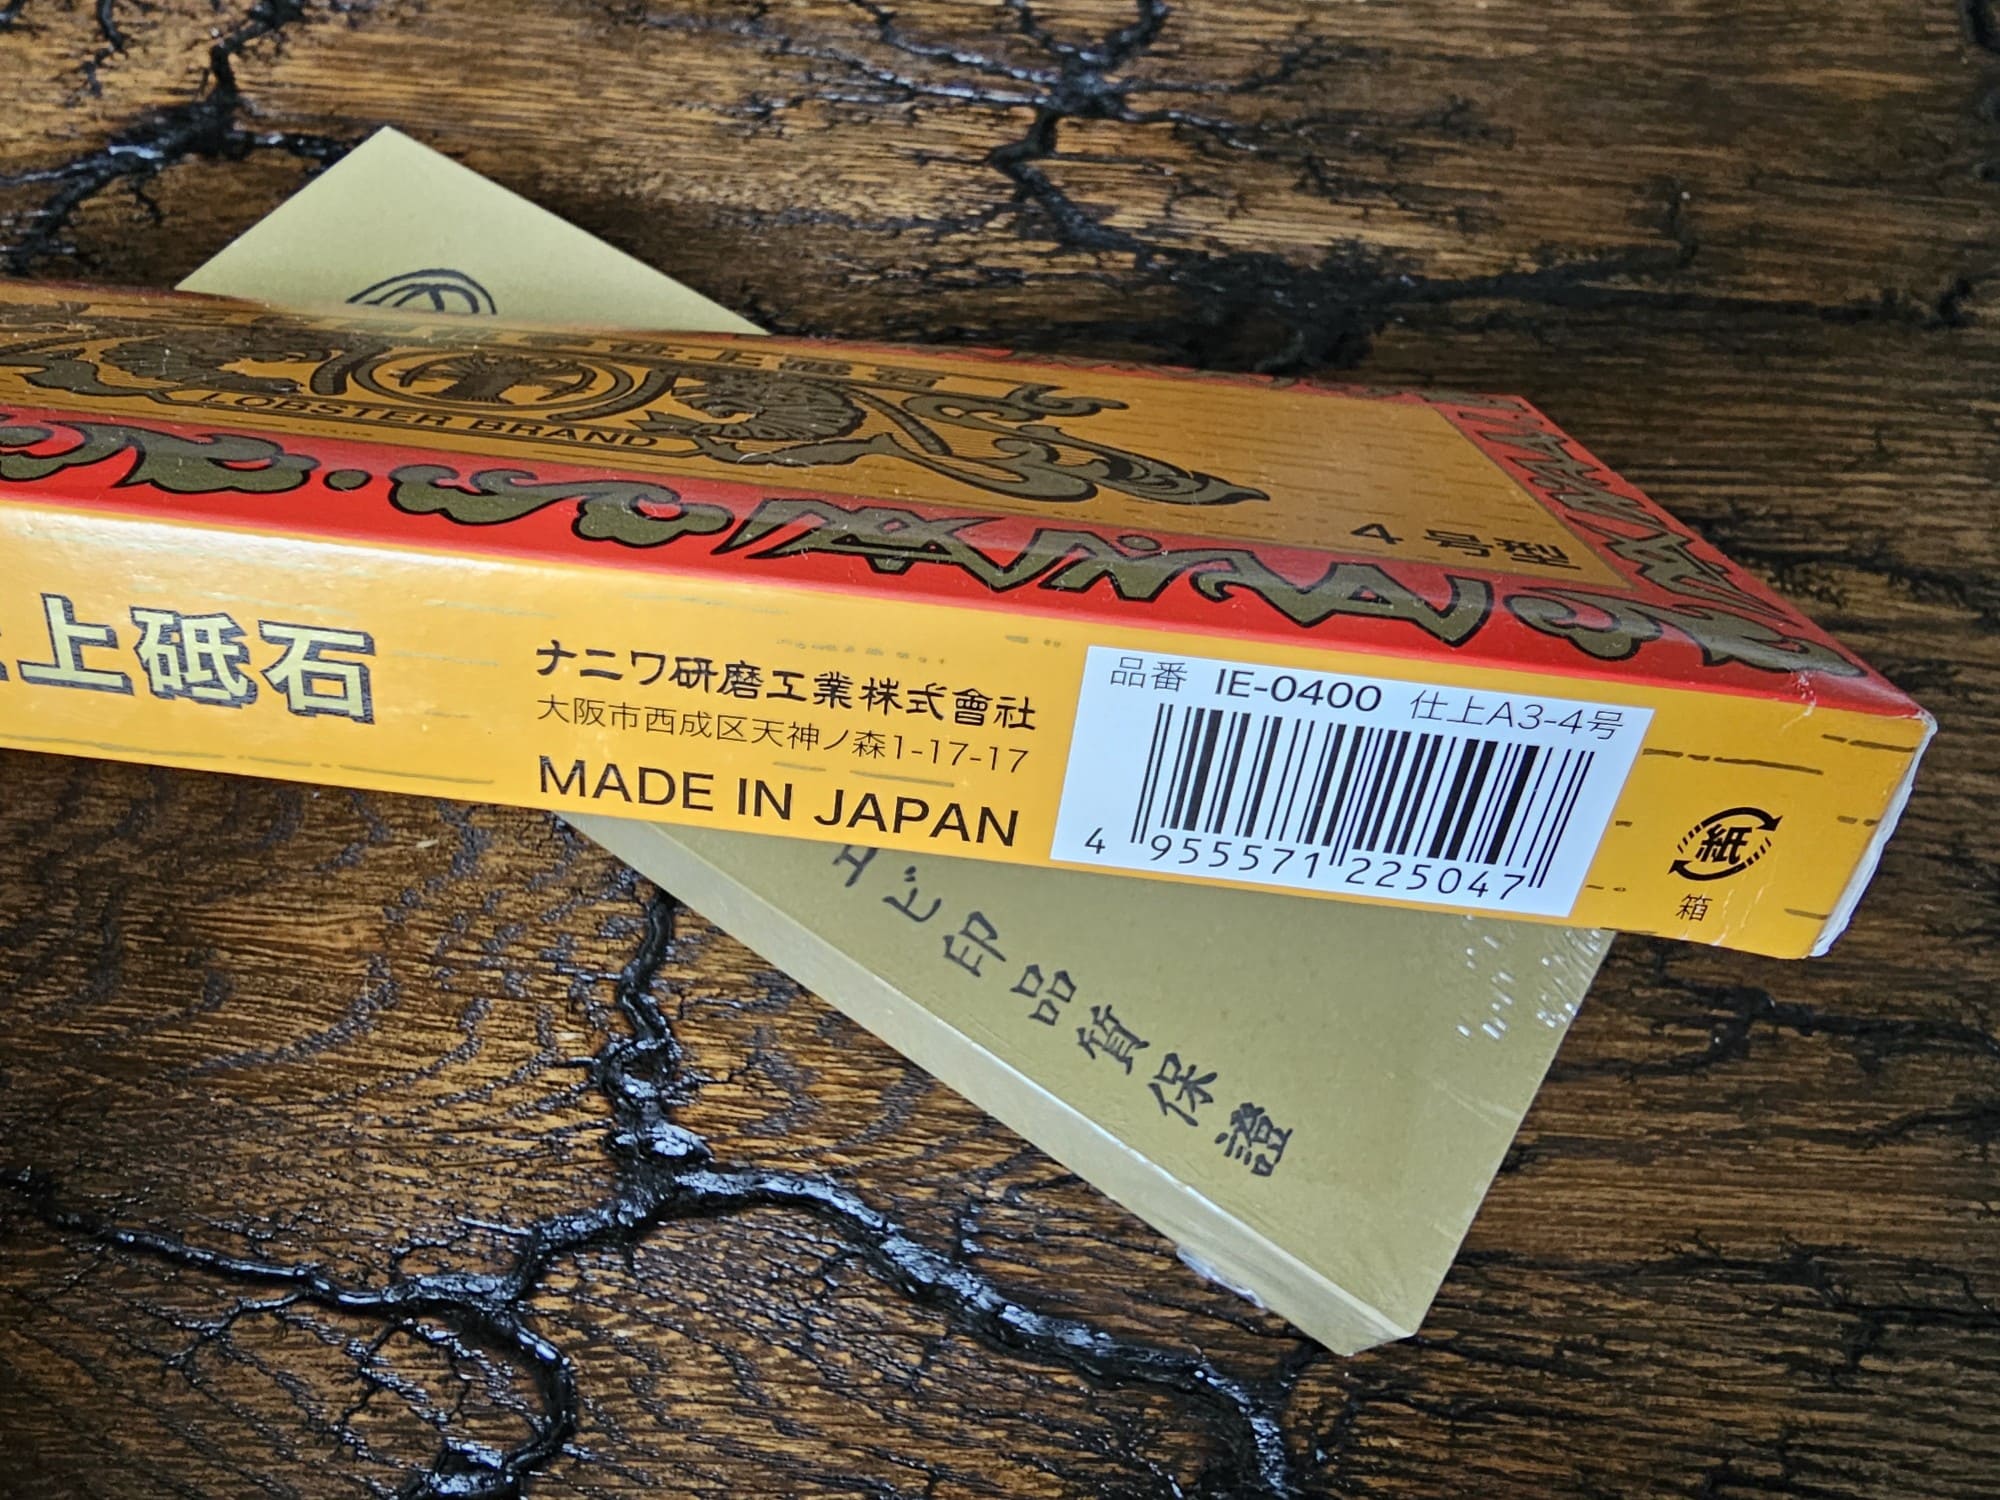 LOBSTER BRAND
4号型
上砥石
ナニワ研磨工業株式會社
大阪市西成区天神ノ森1-17-17
MADE IN JAPAN
品番 IE-0400 仕上A3-4号
4 955571 225047
紙
箱
エビ印品質保證